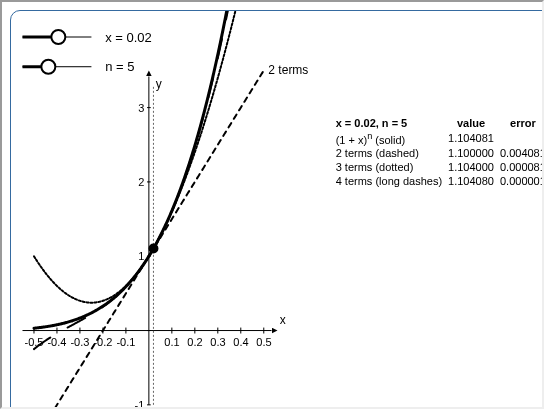 x = 0.02
n = 5
2 terms
y
3
x = 0.02, n = 5 value error
(1 + x)n (solid) 1.104081
2 terms (dashed) 1.100000 0.004081
3 terms (dotted) 1.104000 0.000081
4 terms (long dashes) 1.104080 0.000001
2
1
x
-0.5 -0.4 -0.3 -0.2 -0.1 0.1 0.2 0.3 0.4 0.5
-1